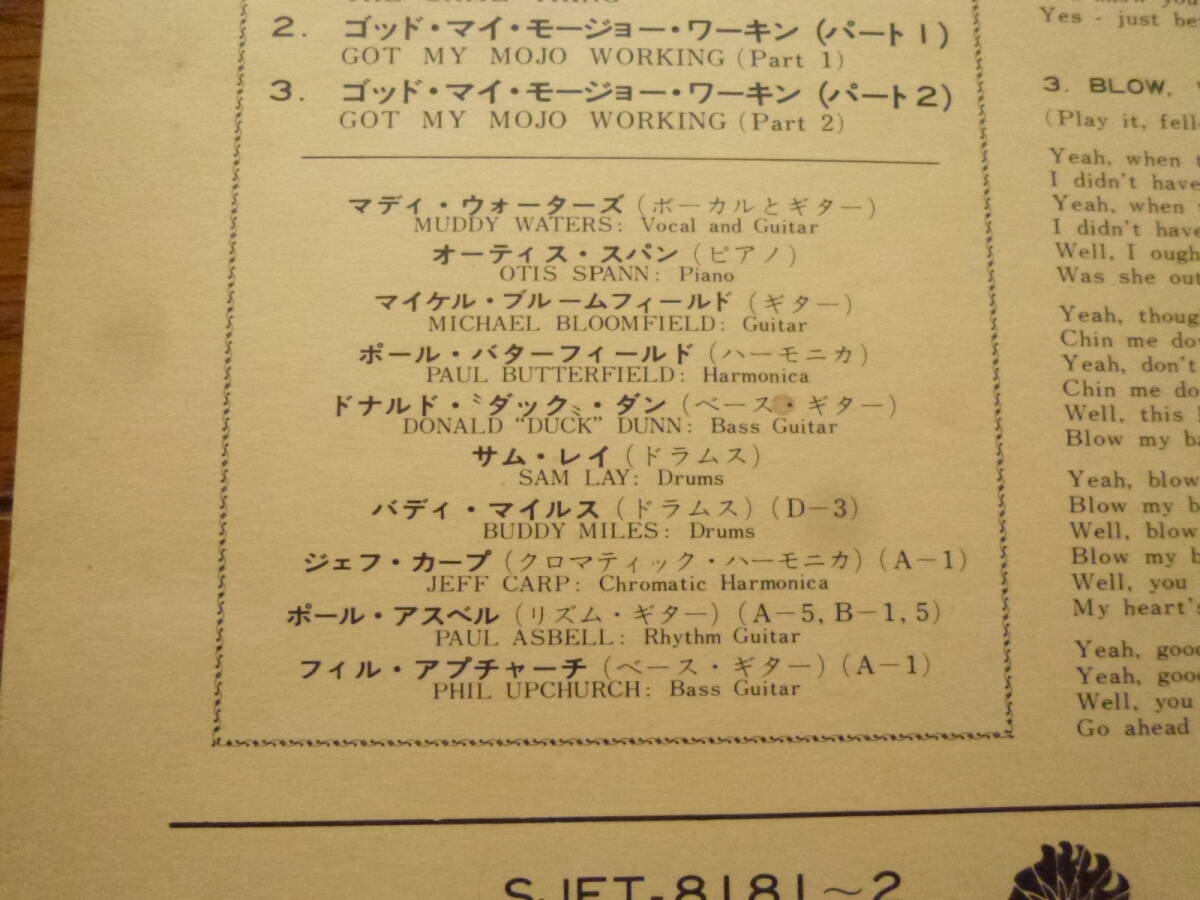 THE SAME THING
2. ゴッド・マイ・モージョー・ワーキン (パート1)
GOT MY MOJO WORKING (Part 1)
3. ゴッド・マイ・モージョー・ワーキン (パート2)
GOT MY MOJO WORKING (Part 2)
マディ・ウォーターズ (ボーカルとギター)
MUDDY WATERS: Vocal and Guitar
オーティス・スパン (ピアノ)
OTIS SPANN: Piano
マイケル・ブルームフィールド (ギター)
MICHAEL BLOOMFIELD: Guitar
ポール・バターフィールド (ハーモニカ)
PAUL BUTTERFIELD: Harmonica
ドナルド・〝ダック〟・ダン (ベース・ギター)
DONALD "DUCK" DUNN: Bass Guitar
サム・レイ (ドラムス)
SAM LAY: Drums
バディ・マイルス (ドラムス) (D-3)
BUDDY MILES: Drums
ジェフ・カープ (クロマティック・ハーモニカ) (A-1)
JEFF CARP: Chromatic Harmonica
ポール・アスベル (リズム・ギター) (A-5, B-1, 5)
PAUL ASBELL: Rhythm Guitar
フィル・アプチャーチ (ベース・ギター) (A-1)
PHIL UPCHURCH: Bass Guitar
SJET-8181~2
know you
Yes - just be
3. BLOW,
(Play it, fell
Yeah, when
I didn't have
Yeah, when
I didn't have
Well, I ough
Was she out
Yeah, thoug
Chin me do
Yeah, don't
Chin me do
Well, this
Blow my ba
Yeah, blow
Blow my b
Well, blow
Blow my b
Well, you
My heart's
Yeah, good
Yeah, good
Well, you
Go ahead